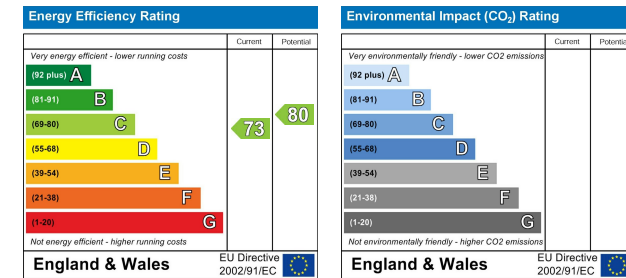 Energy Efficiency Rating
Current Potential
Very energy efficient - lower running costs
(92 plus) A
(81-91) B
(69-80) C
(55-68) D
(39-54) E
(21-38) F
(1-20) G
73
80
Not energy efficient - higher running costs
England & Wales
EU Directive
2002/91/EC
Environmental Impact (CO₂) Rating
Current Potential
Very environmentally friendly - lower CO2 emissions
(92 plus) A
(81-91) B
(69-80) C
(55-68) D
(39-54) E
(21-38) F
(1-20) G
Not environmentally friendly - higher CO2 emissions
England & Wales
EU Directive
2002/91/EC